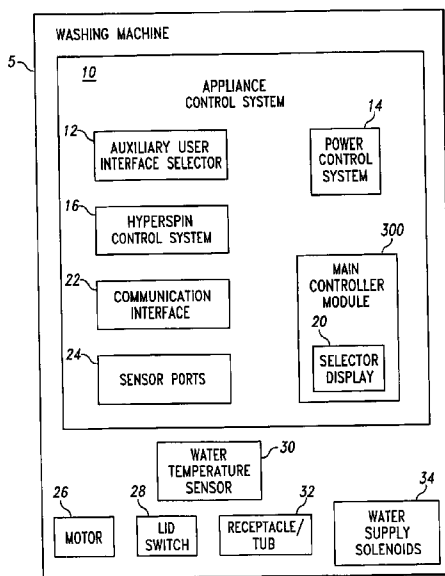 WASHING MACHINE
5
10
APPLIANCE
CONTROL SYSTEM
12
AUXILIARY USER
INTERFACE SELECTOR
14
POWER
CONTROL
SYSTEM
16
HYPERSPIN
CONTROL SYSTEM
300
MAIN
CONTROLLER
MODULE
22
COMMUNICATION
INTERFACE
20
SELECTOR
DISPLAY
24
SENSOR PORTS
30
WATER
TEMPERATURE
SENSOR
26
MOTOR
28
LID
SWITCH
32
RECEPTACLE/
TUB
34
WATER
SUPPLY
SOLENOIDS